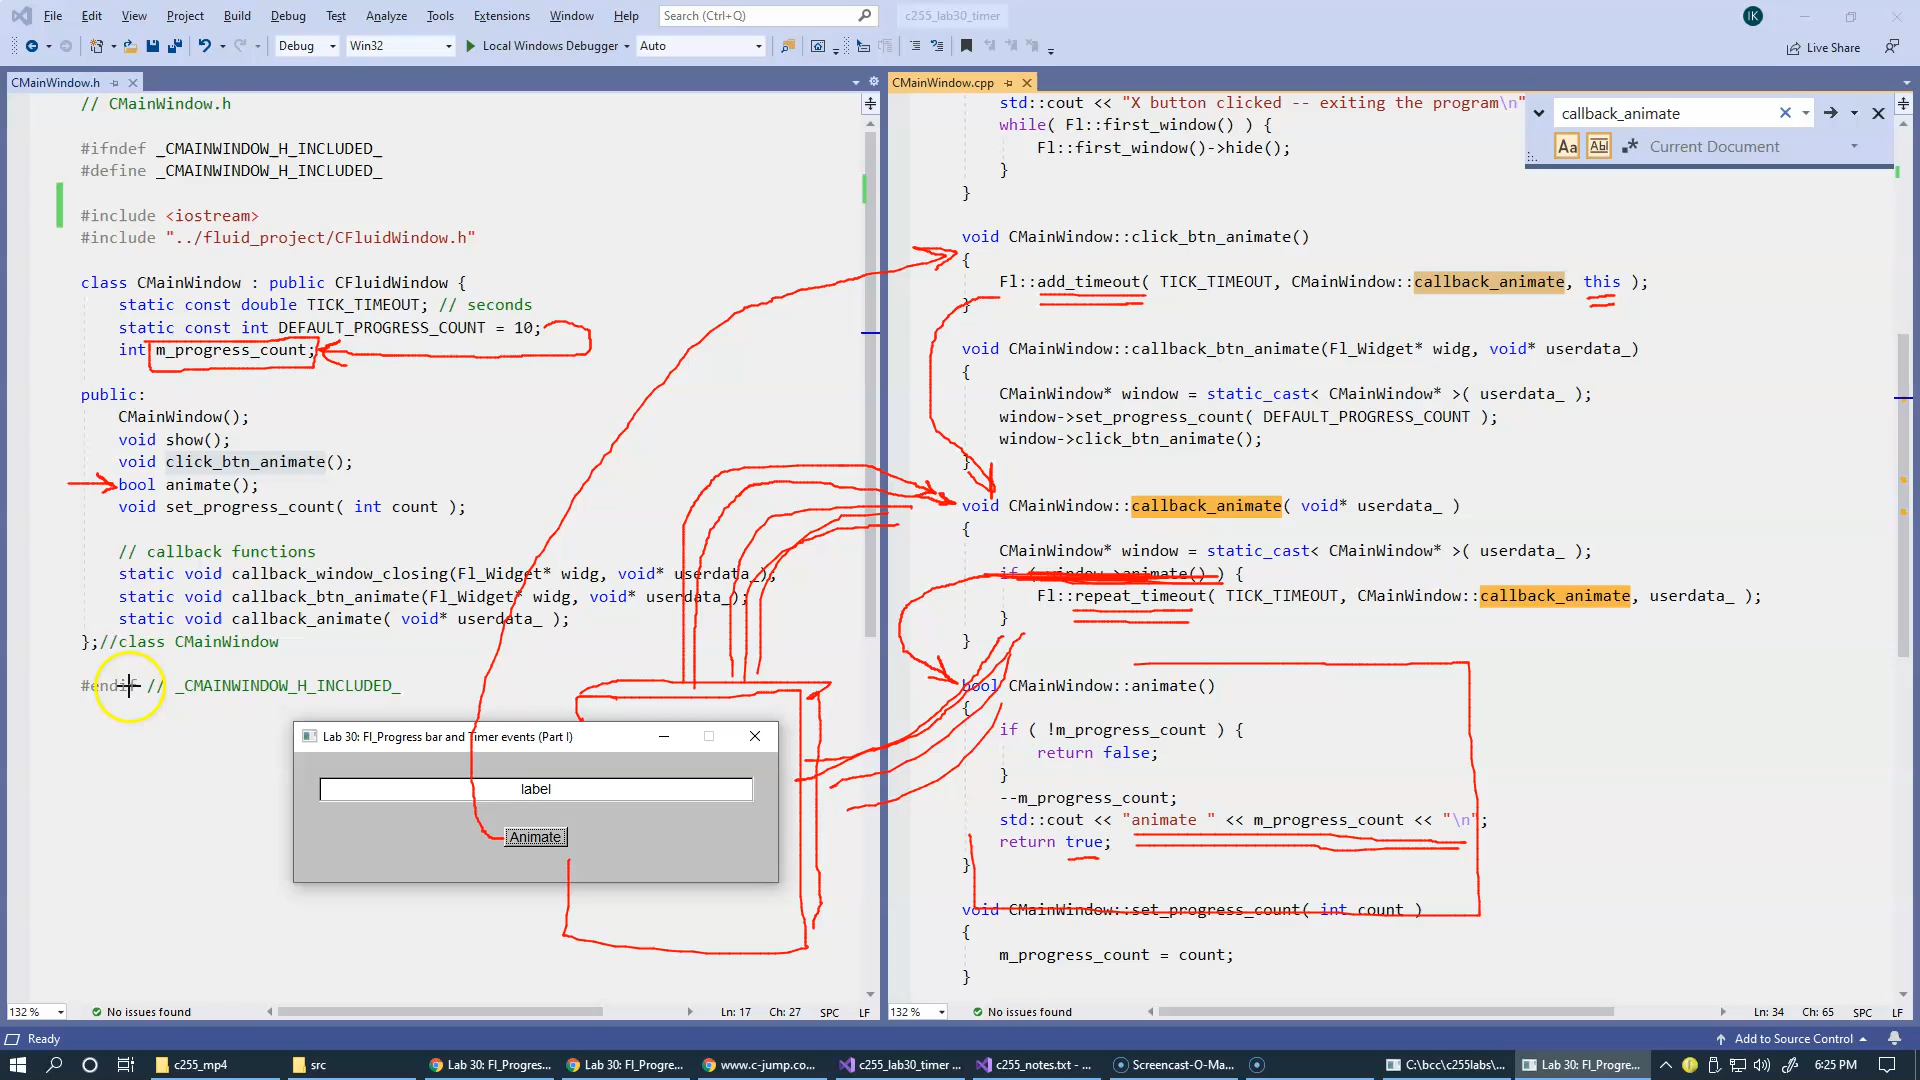 File Edit View Project Build Debug Test Analyze Tools Extensions Window Help Search (Ctrl+Q) c255_lab30_timer IK
Debug Win32 Local Windows Debugger Auto Live Share
CMainWindow.h
// CMainWindow.h
#ifndef _CMAINWINDOW_H_INCLUDED_
#define _CMAINWINDOW_H_INCLUDED_
#include <iostream>
#include "../fluid_project/CFluidWindow.h"
class CMainWindow : public CFluidWindow {
static const double TICK_TIMEOUT; // seconds
static const int DEFAULT_PROGRESS_COUNT = 10;
int m_progress_count;
public:
CMainWindow();
void show();
void click_btn_animate();
bool animate();
void set_progress_count( int count );
// callback functions
static void callback_window_closing(Fl_Widget* widg, void* userdata_);
static void callback_btn_animate(Fl_Widget* widg, void* userdata_);
static void callback_animate( void* userdata_ );
};//class CMainWindow
#endif // _CMAINWINDOW_H_INCLUDED_
Lab 30: Fl_Progress bar and Timer events (Part I)
label
Animate
132 % No issues found Ln: 17 Ch: 27 SPC LF
CMainWindow.cpp
std::cout << "X button clicked -- exiting the program\n"
while( Fl::first_window() ) {
Fl::first_window()->hide();
}
}
callback_animate
Aa Abl Current Document
void CMainWindow::click_btn_animate()
{
Fl::add_timeout( TICK_TIMEOUT, CMainWindow::callback_animate, this );
}
void CMainWindow::callback_btn_animate(Fl_Widget* widg, void* userdata_)
{
CMainWindow* window = static_cast< CMainWindow* >( userdata_ );
window->set_progress_count( DEFAULT_PROGRESS_COUNT );
window->click_btn_animate();
}
void CMainWindow::callback_animate( void* userdata_ )
{
CMainWindow* window = static_cast< CMainWindow* >( userdata_ );
if ( window->animate() ) {
Fl::repeat_timeout( TICK_TIMEOUT, CMainWindow::callback_animate, userdata_ );
}
}
bool CMainWindow::animate()
{
if ( !m_progress_count ) {
return false;
}
--m_progress_count;
std::cout << "animate " << m_progress_count << "\n";
return true;
}
void CMainWindow::set_progress_count( int count )
{
m_progress_count = count;
}
132 % No issues found Ln: 34 Ch: 65 SPC LF
Ready Add to Source Control
c255_mp4 src Lab 30: Fl_Progres... Lab 30: Fl_Progre... www.c-jump.co... c255_lab30_timer ... c255_notes.txt - ... Screencast-O-Ma... C:\bcc\c255labs\... Lab 30: Fl_Progre... 6:25 PM